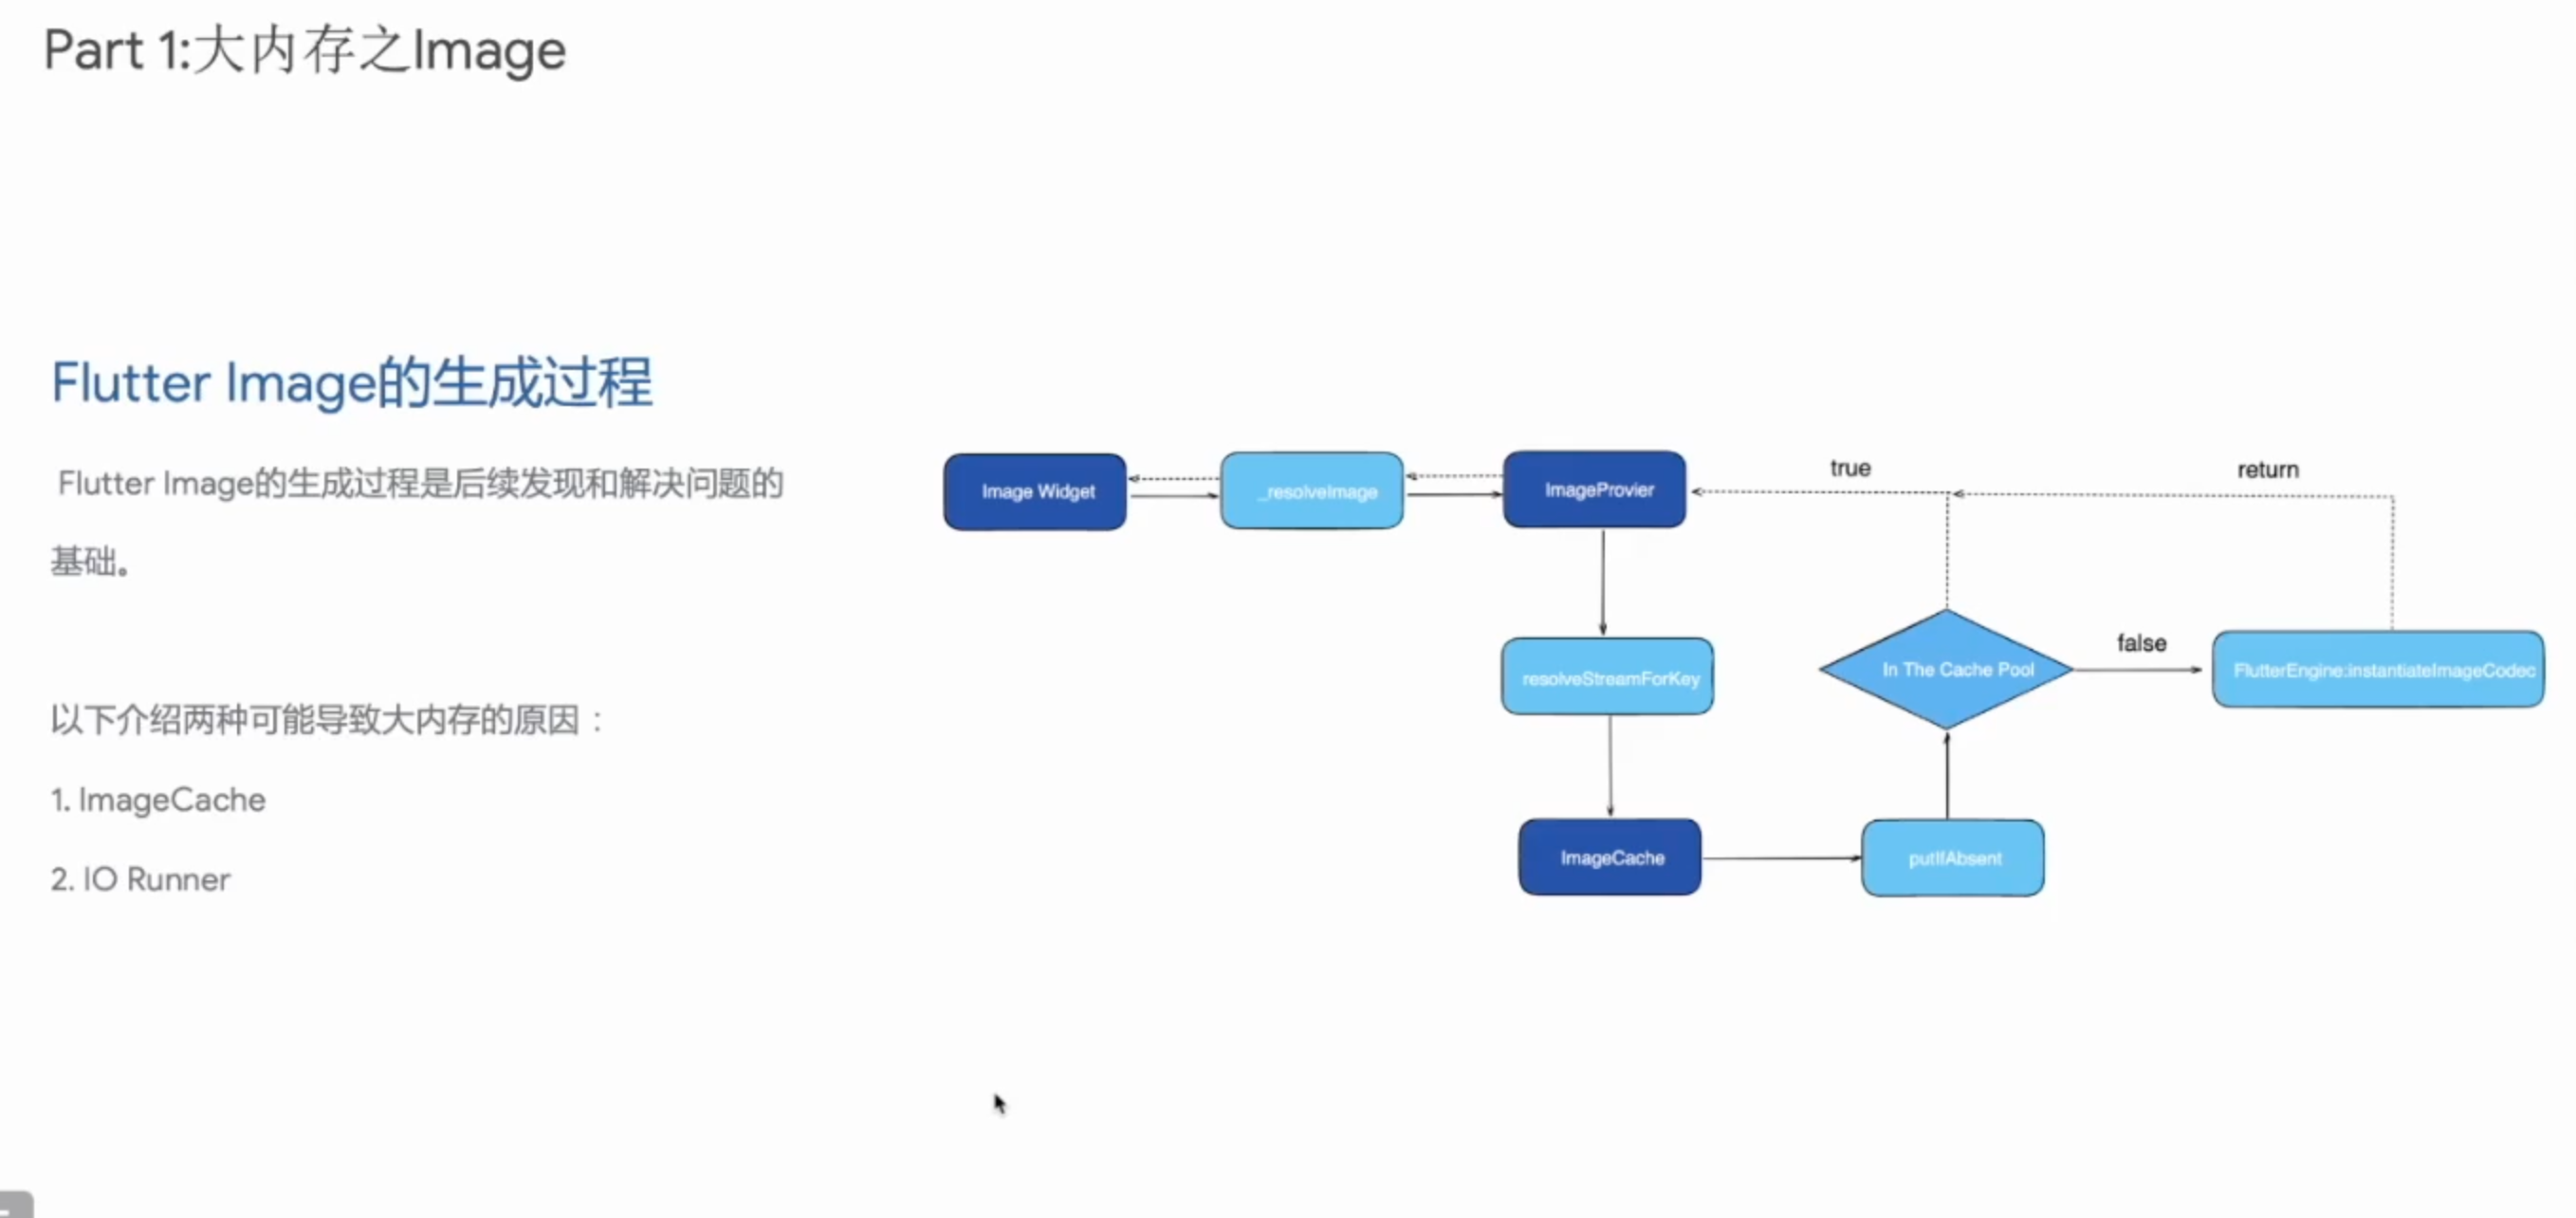 Part 1:大内存之Image
Flutter Image的生成过程
Flutter Image的生成过程是后续发现和解决问题的
基础。
以下介绍两种可能导致大内存的原因：
1. ImageCache
2. IO Runner
Image Widget
_resolveImage
ImageProvier
true
return
resolveStreamForKey
In The Cache Pool
false
FlutterEngine:instantiateImageCodec
ImageCache
putIfAbsent